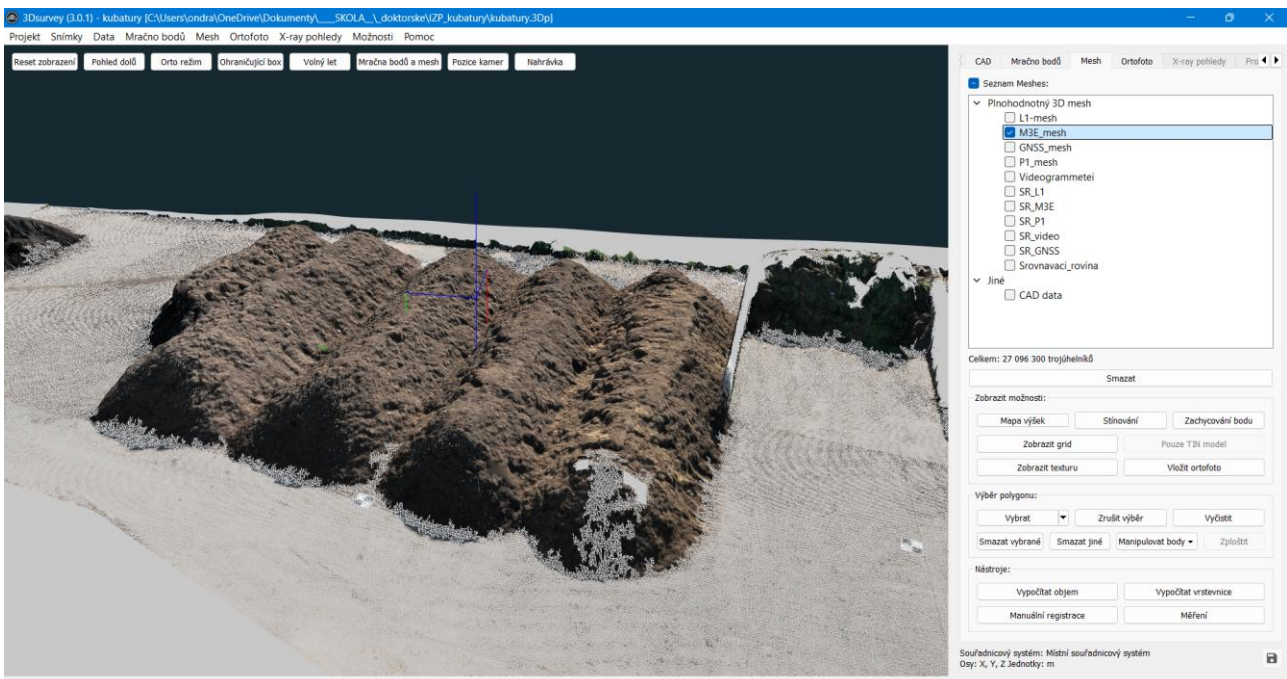 3Dsurvey (3.0.1) - kubatury [C:\Users\ondra\OneDrive\Dokumenty\____SKOLA__\_doktorske\IZP_kubatury\kubatury.3Dp]
Projekt Snímky Data Mračno bodů Mesh Ortofoto X-ray pohledy Možnosti Pomoc
Reset zobrazení Pohled dolů Orto režim Ohraničující box Volný let Mračna bodů a mesh Pozice kamer Nahrávka
CAD Mračno bodů Mesh Ortofoto X-ray pohledy Pro
Seznam Meshes:
Plnohodnotný 3D mesh
L1-mesh
M3E_mesh
GNSS_mesh
P1_mesh
Videogrammetei
SR_L1
SR_M3E
SR_P1
SR_video
SR_GNSS
Srovnavaci_rovina
Jiné
CAD data
Celkem: 27 096 300 trojúhelníků
Smazat
Zobrazit možnosti:
Mapa výšek Stínování Zachycování bodu
Zobrazit grid Pouze TIN model
Zobrazit texturu Vložit ortofoto
Výběr polygonu:
Vybrat Zrušit výběr Vyčistit
Smazat vybrané Smazat jiné Manipulovat body Zploštit
Nástroje:
Vypočítat objem Vypočítat vrstevnice
Manuální registrace Měření
Souřadnicový systém: Místní souřadnicový systém
Osy: X, Y, Z Jednotky: m